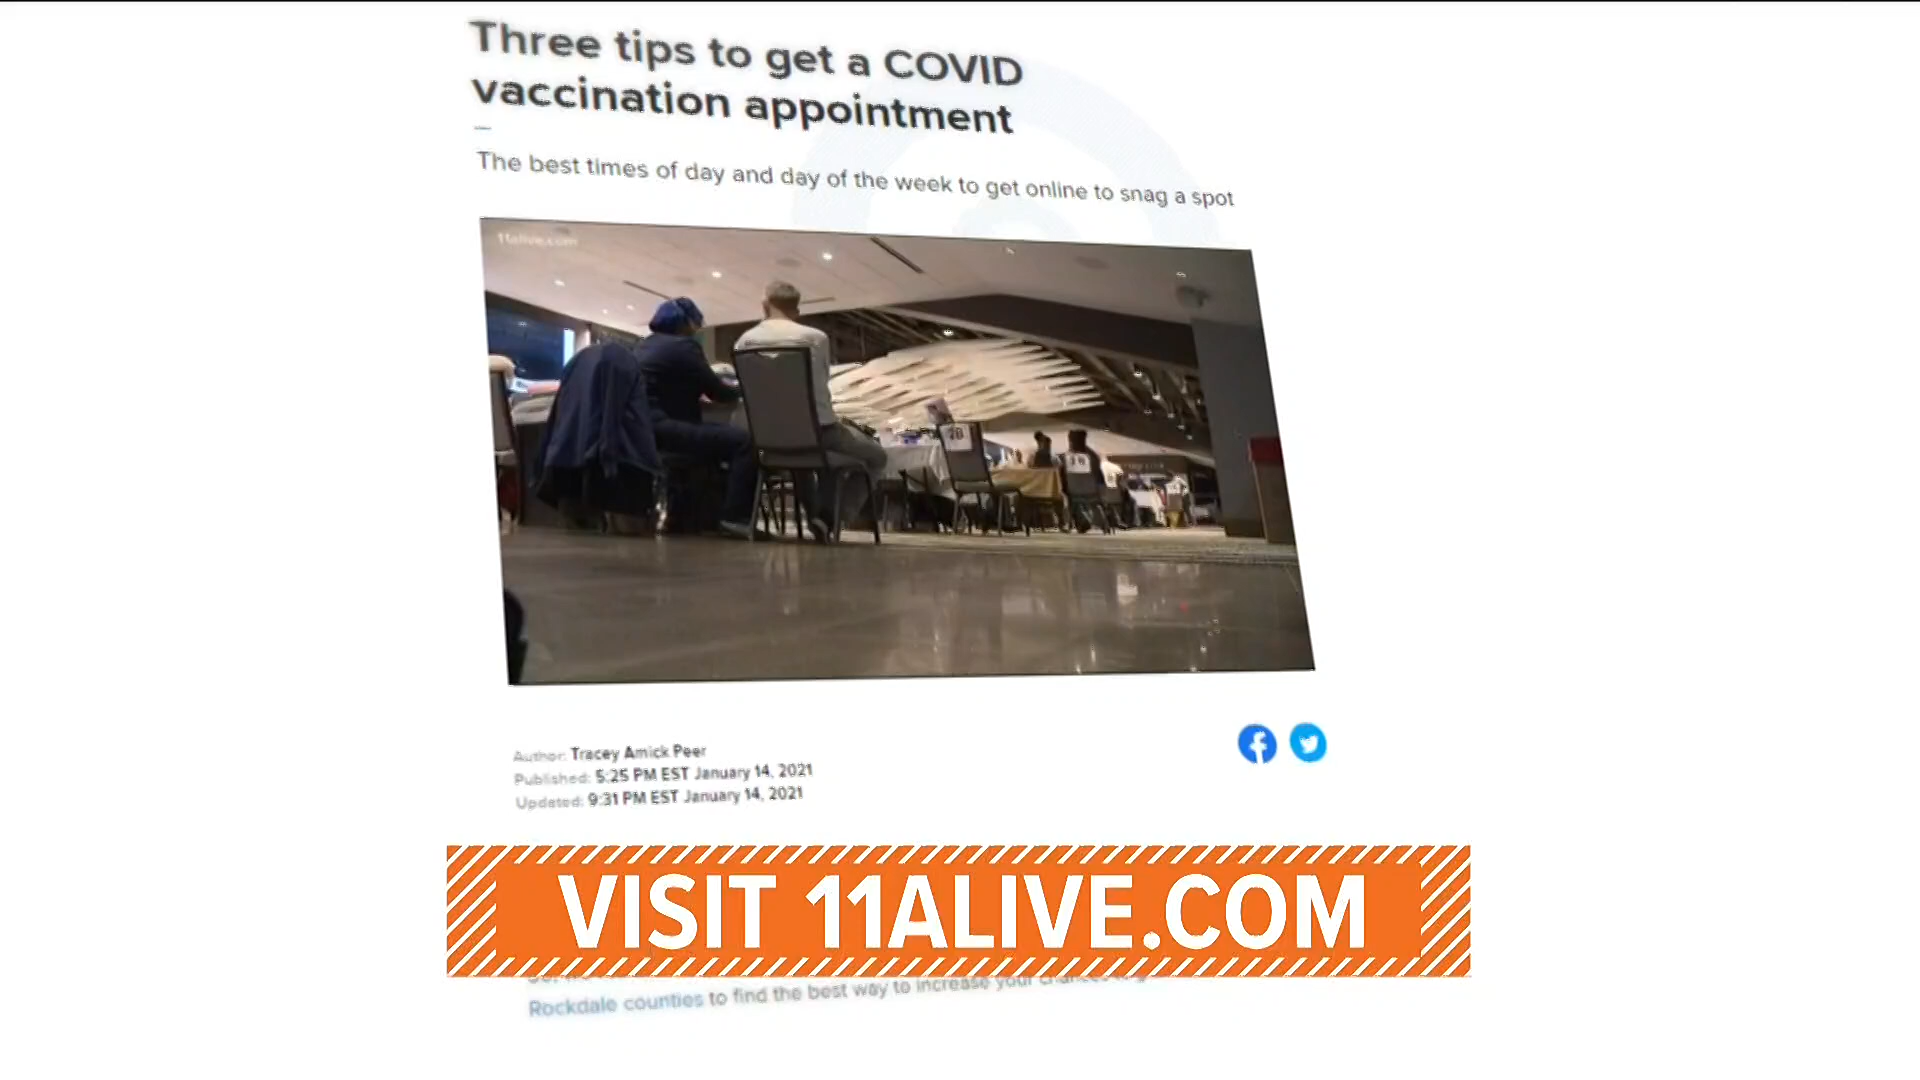 Three tips to get a COVID
vaccination appointment
The best times of day and day of the week to get online to snag a spot
11alive.com
2B
Author: Tracey Amick Peer
Published: 5:25 PM EST January 14, 2021
Updated: 9:31 PM EST January 14, 2021
VISIT 11ALIVE.COM
Rockdale counties to find the best way to increase your chances